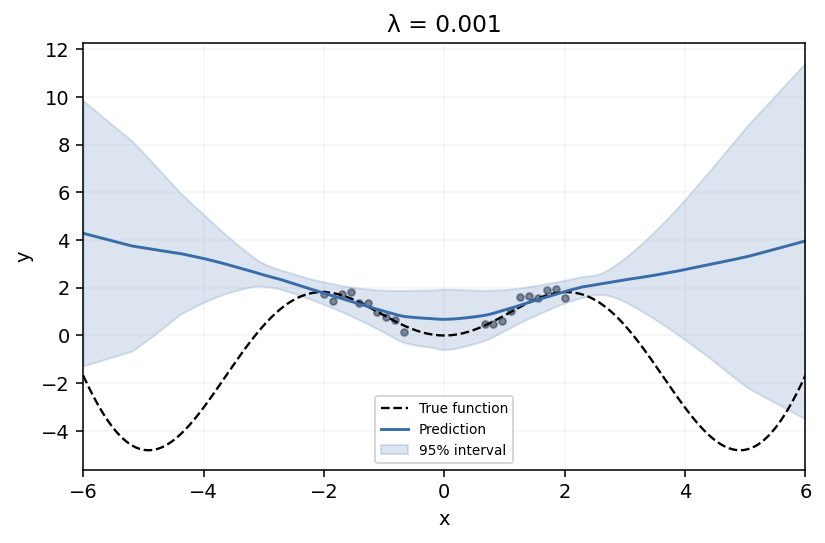 λ = 0.001
12
10
8
6
4
2
0
−2
−4
y
−6
−4
−2
0
2
4
6
x
True function
Prediction
95% interval